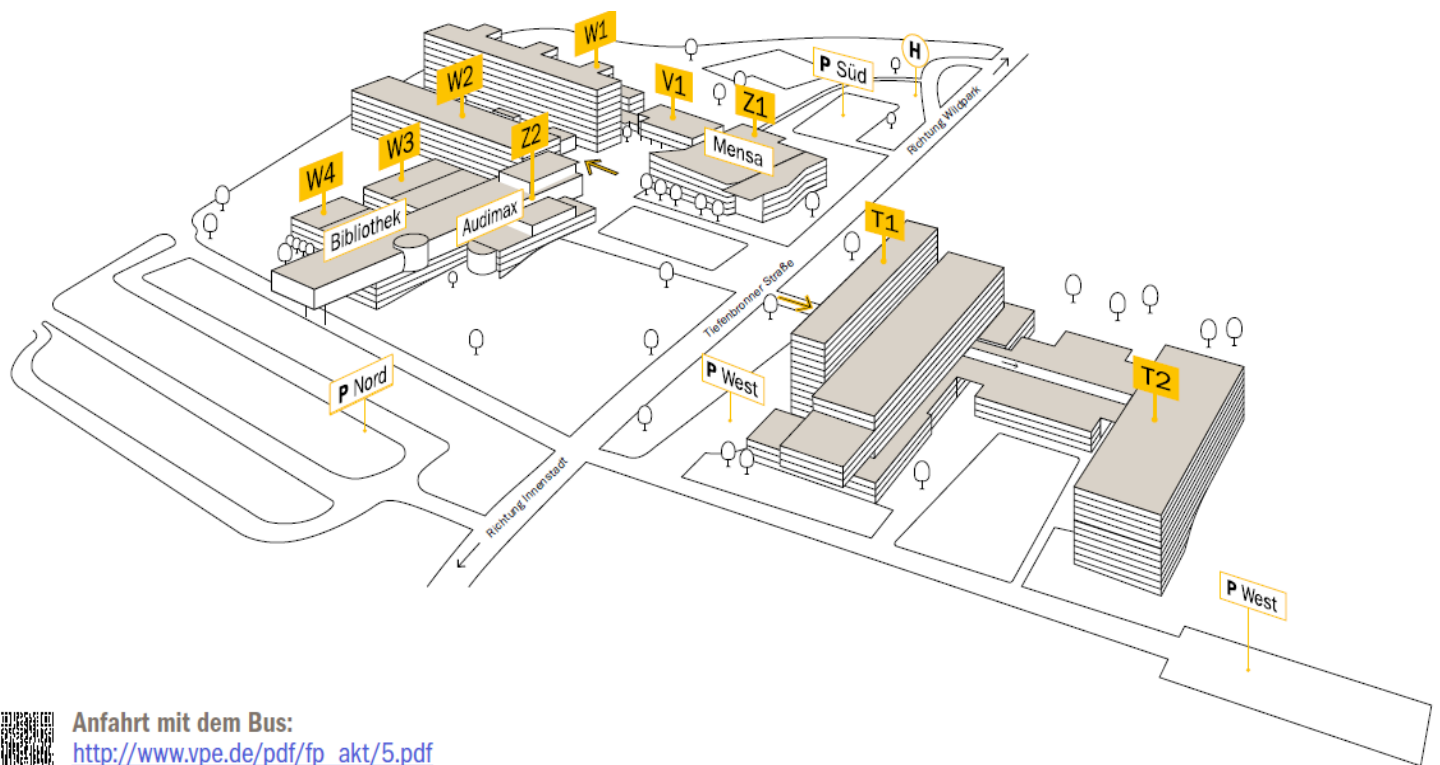 W1
H
P Süd
W2
V1
Z1
Z2
W3
Mensa
Richtung Wildpark
W4
Audimax
Bibliothek
T1
Tiefenbronner Straße
P Nord
P West
T2
Richtung Innenstadt
P West
Anfahrt mit dem Bus:
http://www.vpe.de/pdf/fp_akt/5.pdf